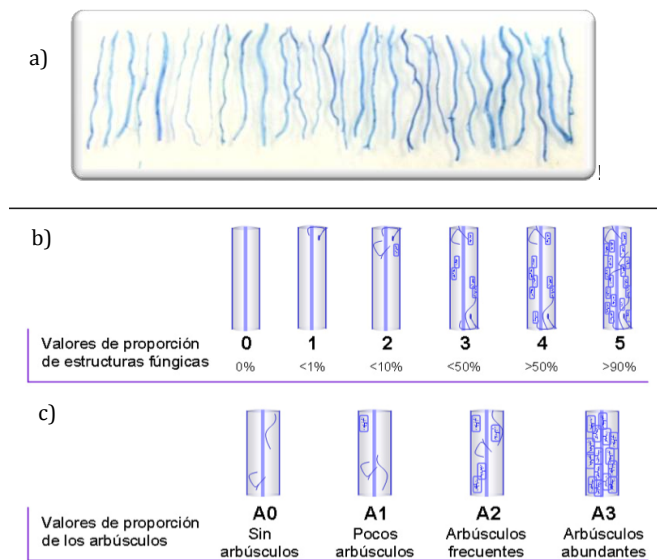 a)
b)
0 1 2 3 4 5
Valores de proporción
de estructuras fúngicas
0% <1% <10% <50% >50% >90%
c)
A0 A1 A2 A3
Valores de proporción
de los arbúsculos
Sin
arbúsculos
Pocos
arbúsculos
Arbúsculos
frecuentes
Arbúsculos
abundantes